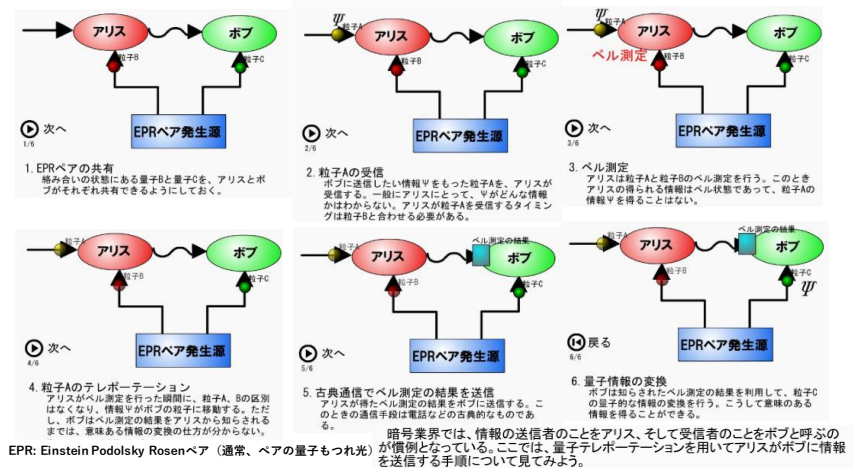 アリス
ボブ
粒子B
粒子C
EPRペア発生源
次へ
1/6
1. EPRペアの共有
絡み合いの状態にある量子Bと量子Cを、アリスとボ
ブがそれぞれ共有できるようにしておく。
Ψ
粒子A
アリス
ボブ
粒子B
粒子C
EPRペア発生源
次へ
2/6
2. 粒子Aの受信
ボブに送信したい情報Ψをもった粒子Aを、アリスが
受信する。一般にアリスにとって、Ψがどんな情報
かはわからない。アリスが粒子Aを受信するタイミン
グは粒子Bと合わせる必要がある。
Ψ
粒子A
アリス
ボブ
ベル測定
粒子B
粒子C
EPRペア発生源
次へ
3/6
3. ベル測定
アリスは粒子Aと粒子Bのベル測定を行う。このとき
アリスの得られる情報はベル状態であって、粒子Aの
情報Ψを得ることはない。
粒子A
アリス
ボブ
粒子B
粒子C
EPRペア発生源
次へ
4/6
4. 粒子Aのテレポーテーション
アリスがベル測定を行った瞬間に、粒子A、Bの区別
はなくなり、情報Ψがボブの粒子に移動する。ただ
し、ボブはベル測定の結果をアリスから知らされる
までは、意味ある情報の変換の仕方が分からない。
粒子A
アリス
ベル測定の結果
ボブ
粒子B
粒子C
EPRペア発生源
次へ
5/6
5. 古典通信でベル測定の結果を送信
アリスが得たベル測定の結果をボブに送信する。こ
のときの通信手段は電話などの古典的なものであ
る。
粒子A
アリス
ベル測定の結果
ボブ
粒子B
粒子C
Ψ
EPRペア発生源
戻る
6/6
6. 量子情報の変換
ボブは知らされたベル測定の結果を利用して、粒子C
の量子的な情報の変換を行う。こうして意味のある
情報を得ることができる。
EPR: Einstein Podolsky Rosenペア（通常、ペアの量子もつれ光）
暗号業界では、情報の送信者のことをアリス、そして受信者のことをボブと呼ぶの
が慣例となっている。ここでは、量子テレポーテーションを用いてアリスがボブに情報
を送信する手順について見てみよう。